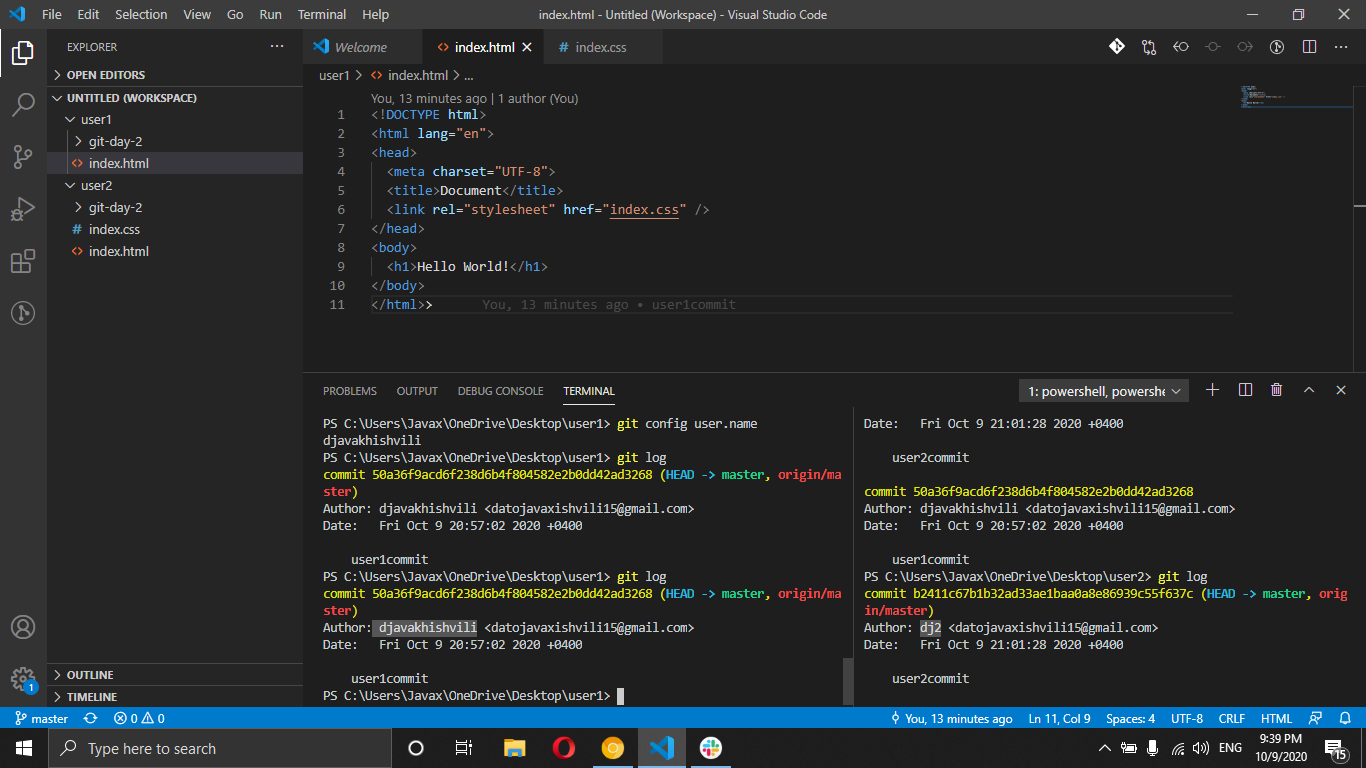 File Edit Selection View Go Run Terminal Help index.html - Untitled (Workspace) - Visual Studio Code
EXPLORER
OPEN EDITORS
UNTITLED (WORKSPACE)
user1
git-day-2
index.html
user2
git-day-2
# index.css
index.html
OUTLINE
TIMELINE
1
Welcome index.html # index.css
user1 > index.html > ...
You, 13 minutes ago | 1 author (You)
1 <!DOCTYPE html>
2 <html lang="en">
3 <head>
4 <meta charset="UTF-8">
5 <title>Document</title>
6 <link rel="stylesheet" href="index.css" />
7 </head>
8 <body>
9 <h1>Hello World!</h1>
10 </body>
11 </html>> You, 13 minutes ago • user1commit
PROBLEMS OUTPUT DEBUG CONSOLE TERMINAL 1: powershell, powershe
PS C:\Users\Javax\OneDrive\Desktop\user1> git config user.name
djavakhishvili
PS C:\Users\Javax\OneDrive\Desktop\user1> git log
commit 50a36f9acd6f238d6b4f804582e2b0dd42ad3268 (HEAD -> master, origin/ma
ster)
Author: djavakhishvili <datojavaxishvili15@gmail.com>
Date: Fri Oct 9 20:57:02 2020 +0400
user1commit
PS C:\Users\Javax\OneDrive\Desktop\user1> git log
commit 50a36f9acd6f238d6b4f804582e2b0dd42ad3268 (HEAD -> master, origin/ma
ster)
Author: djavakhishvili <datojavaxishvili15@gmail.com>
Date: Fri Oct 9 20:57:02 2020 +0400
user1commit
PS C:\Users\Javax\OneDrive\Desktop\user1>
Date: Fri Oct 9 21:01:28 2020 +0400
user2commit
commit 50a36f9acd6f238d6b4f804582e2b0dd42ad3268
Author: djavakhishvili <datojavaxishvili15@gmail.com>
Date: Fri Oct 9 20:57:02 2020 +0400
user1commit
PS C:\Users\Javax\OneDrive\Desktop\user2> git log
commit b2411c67b1b32ad33ae1baa0a8e86939c55f637c (HEAD -> master, orig
in/master)
Author: dj2 <datojavaxishvili15@gmail.com>
Date: Fri Oct 9 21:01:28 2020 +0400
user2commit
master 0 0 You, 13 minutes ago Ln 11, Col 9 Spaces: 4 UTF-8 CRLF HTML
Type here to search ENG 9:39 PM
10/9/2020 15